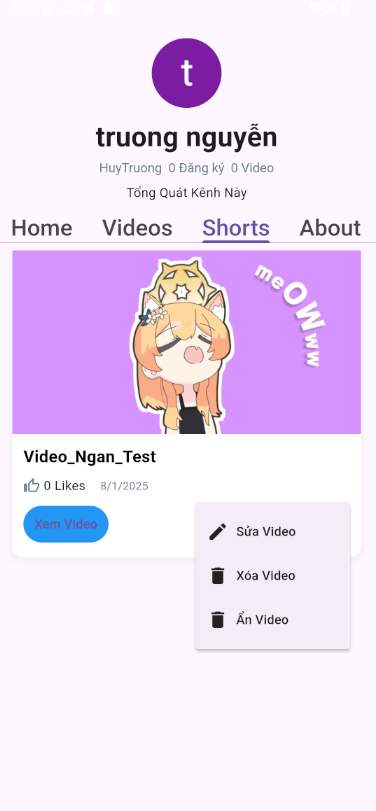 t
truong nguyễn
HuyTruong 0 Đăng ký 0 Video
Tổng Quát Kênh Này
Home Videos Shorts About
meOWww
Video_Ngan_Test
0 Likes 8/1/2025
Xem Video
Sửa Video
Xóa Video
Ẩn Video